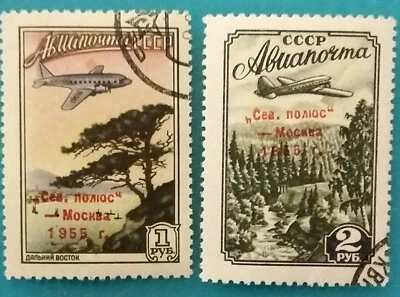 Авиапочта СССР
„Сев. полюс“
— Москва
1955 г.
1
РУБ.
ДАЛЬНИЙ ВОСТОК
СССР
Авиапочта
„Сев. полюс“
— Москва
1955 г.
2
РУБ.